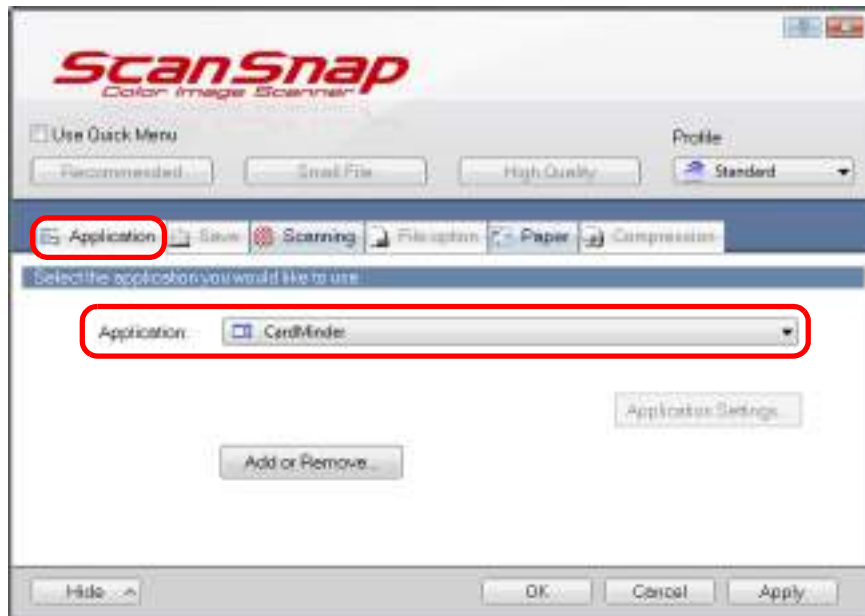 ScanSnap
Color Image Scanner
Use Quick Menu
Profile
Recommended
Small File
High Quality
Standard
Application
Save
Scanning
File option
Paper
Compression
Select the application you would like to use.
Application:
CardMinder
Application Settings...
Add or Remove...
Hide
OK
Cancel
Apply